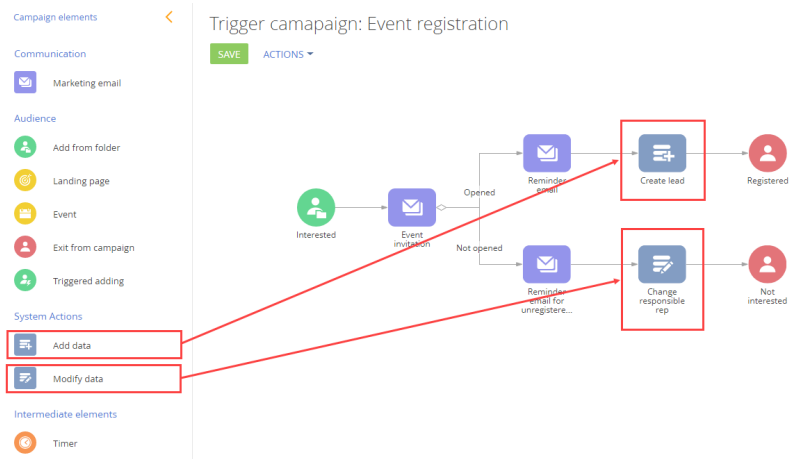 Campaign elements
Communication
Marketing email
Audience
Add from folder
Landing page
Event
Exit from campaign
Triggered adding
System Actions
Add data
Modify data
Intermediate elements
Timer
Trigger camapaign: Event registration
SAVE
ACTIONS
Interested
Event
invitation
Opened
Not opened
Reminder
email
Create lead
Registered
Reminder
email for
unregistere...
Change
responsible
rep
Not
interested